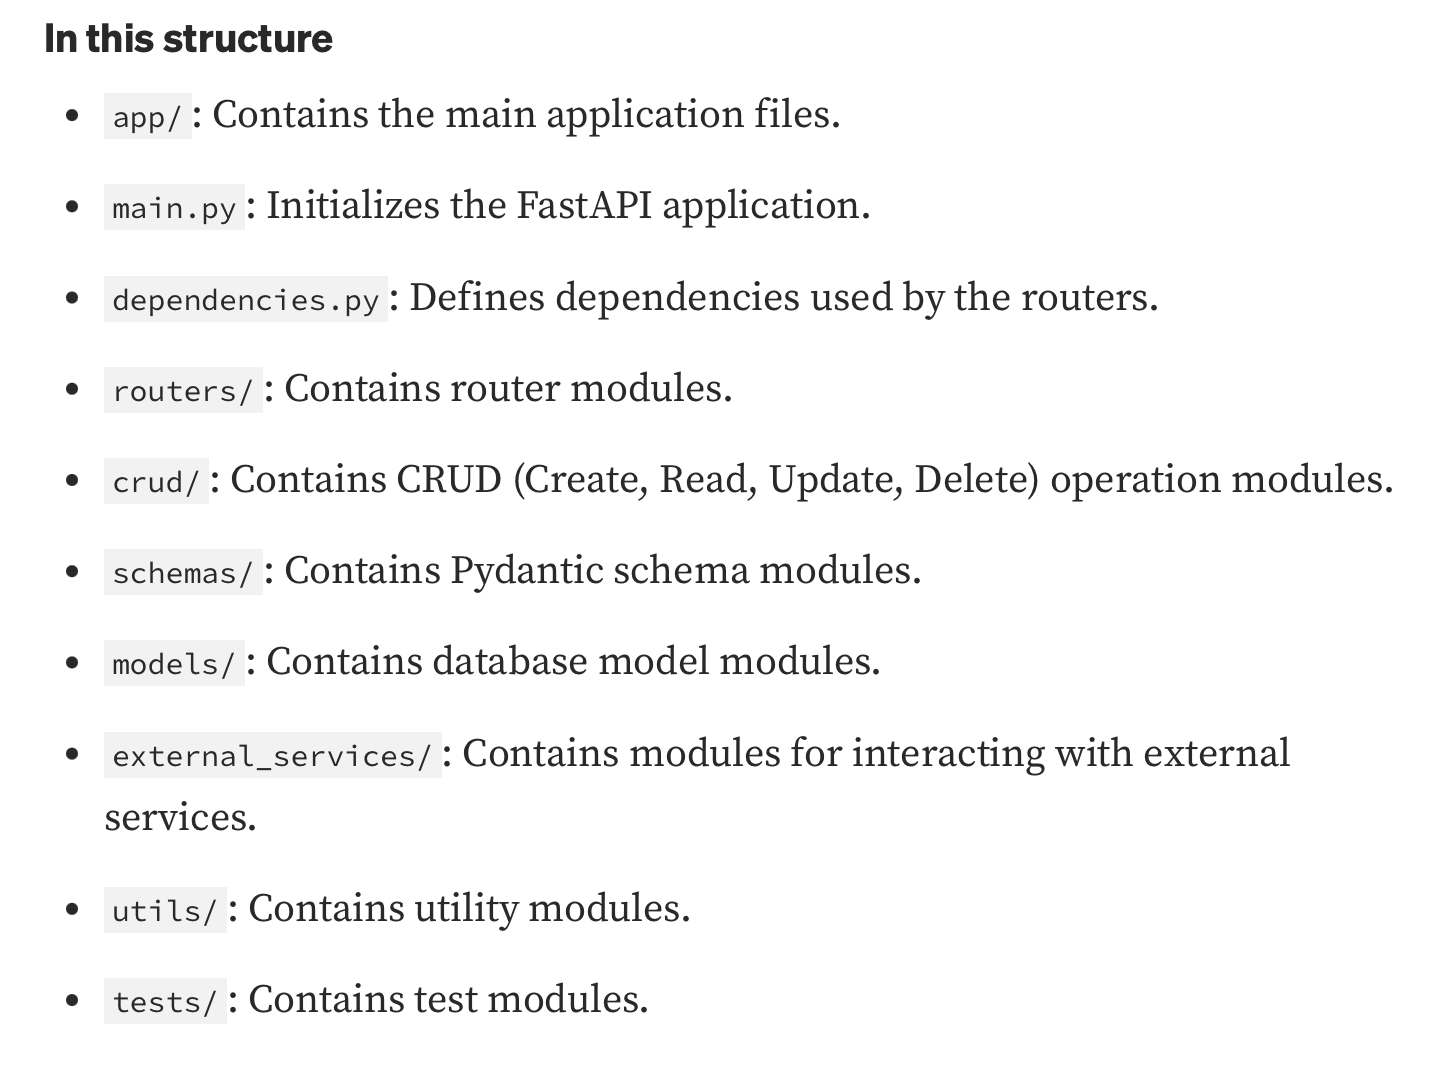 In this structure
• app/: Contains the main application files.
• main.py: Initializes the FastAPI application.
• dependencies.py: Defines dependencies used by the routers.
• routers/: Contains router modules.
• crud/: Contains CRUD (Create, Read, Update, Delete) operation modules.
• schemas/: Contains Pydantic schema modules.
• models/: Contains database model modules.
• external_services/: Contains modules for interacting with external
services.
• utils/: Contains utility modules.
• tests/: Contains test modules.